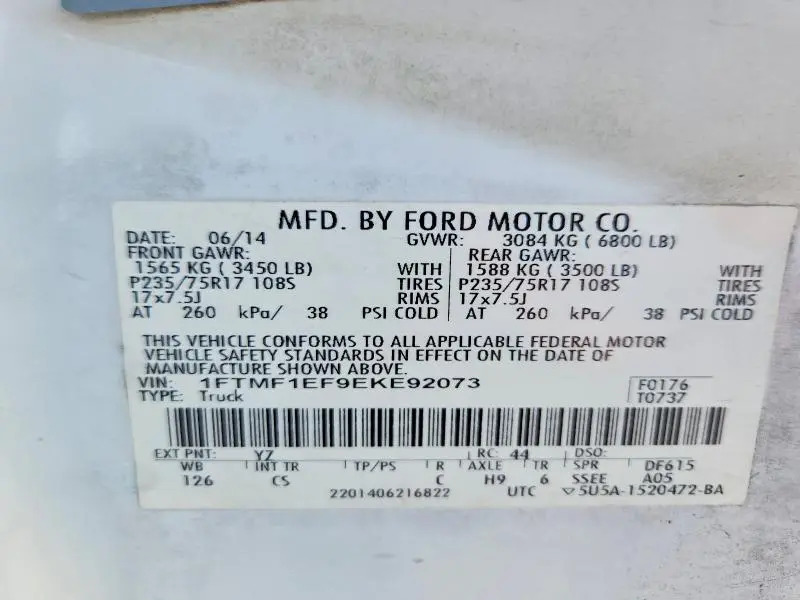 MFD. BY FORD MOTOR CO.
DATE: 06/14 GVWR: 3084 KG ( 6800 LB)
FRONT GAWR: REAR GAWR:
1565 KG ( 3450 LB) WITH 1588 KG ( 3500 LB) WITH
P235/75R17 108S TIRES P235/75R17 108S TIRES
17x7.5J RIMS 17x7.5J RIMS
AT 260 kPa/ 38 PSI COLD AT 260 kPa/ 38 PSI COLD
THIS VEHICLE CONFORMS TO ALL APPLICABLE FEDERAL MOTOR
VEHICLE SAFETY STANDARDS IN EFFECT ON THE DATE OF
MANUFACTURE SHOWN ABOVE.
VIN: 1FTMF1EF9EKE92073 F0176
TYPE: Truck T0737
EXT PNT: YZ RC: 44 DSO:
WB INT TR TP/PS R AXLE TR SPR DF615
126 CS C H9 6 SSEE A05
2201406216822 UTC ▽5U5A-1520472-BA